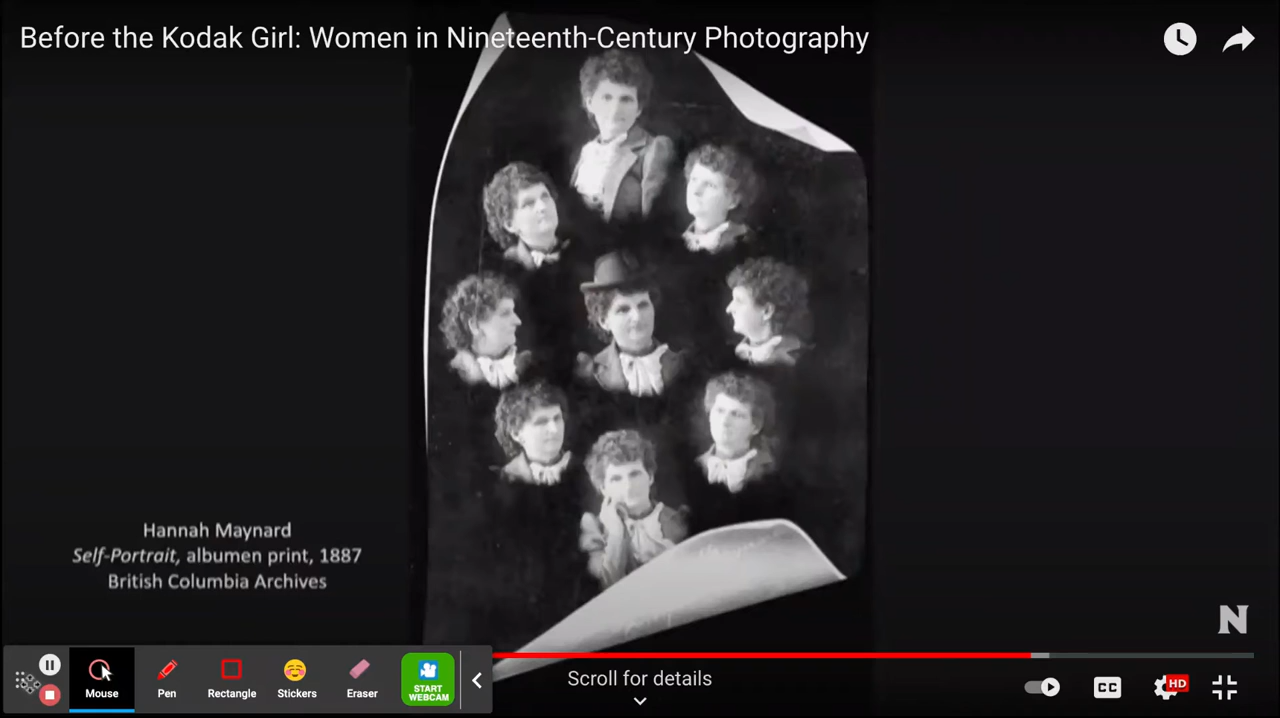 Before the Kodak Girl: Women in Nineteenth-Century Photography
Hannah Maynard
Self-Portrait, albumen print, 1887
British Columbia Archives
N
Mouse
Pen
Rectangle
Stickers
Eraser
START
WEBCAM
Scroll for details
CC
HD